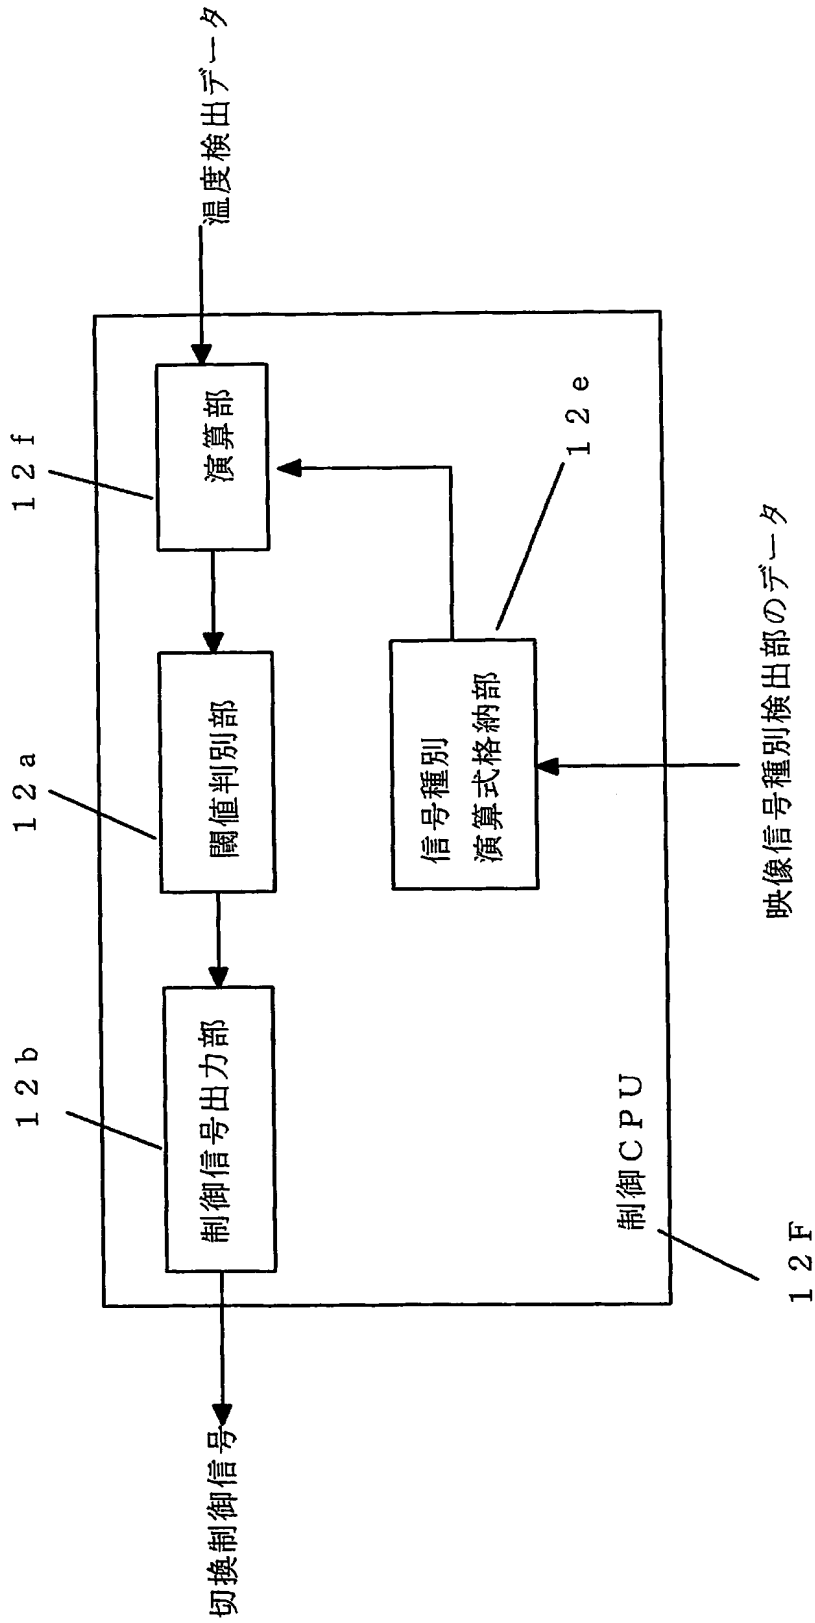 12b
12a
12f
切換制御信号
制御信号出力部
閾値判別部
演算部
温度検出データ
信号種別
演算式格納部
12e
制御CPU
12F
映像信号種別検出部のデータ